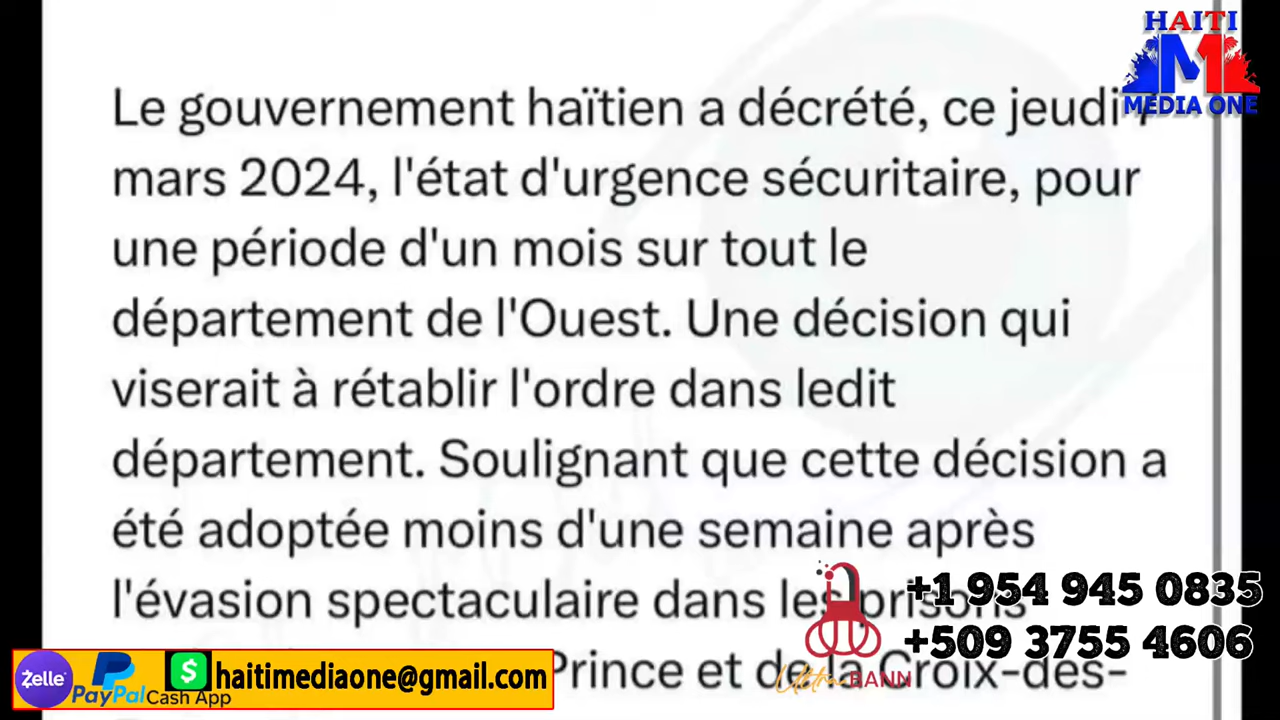 HAITI
M
MEDIA ONE
Le gouvernement haïtien a décrété, ce jeudi 7
mars 2024, l'état d'urgence sécuritaire, pour
une période d'un mois sur tout le
département de l'Ouest. Une décision qui
viserait à rétablir l'ordre dans ledit
département. Soulignant que cette décision a
été adoptée moins d'une semaine après
l'évasion spectaculaire dans les prisons
Prince et de la Croix-des-
+1 954 945 0835
+509 3755 4606
BANN
Zelle
PayPal
$
Cash App
haitimediaone@gmail.com